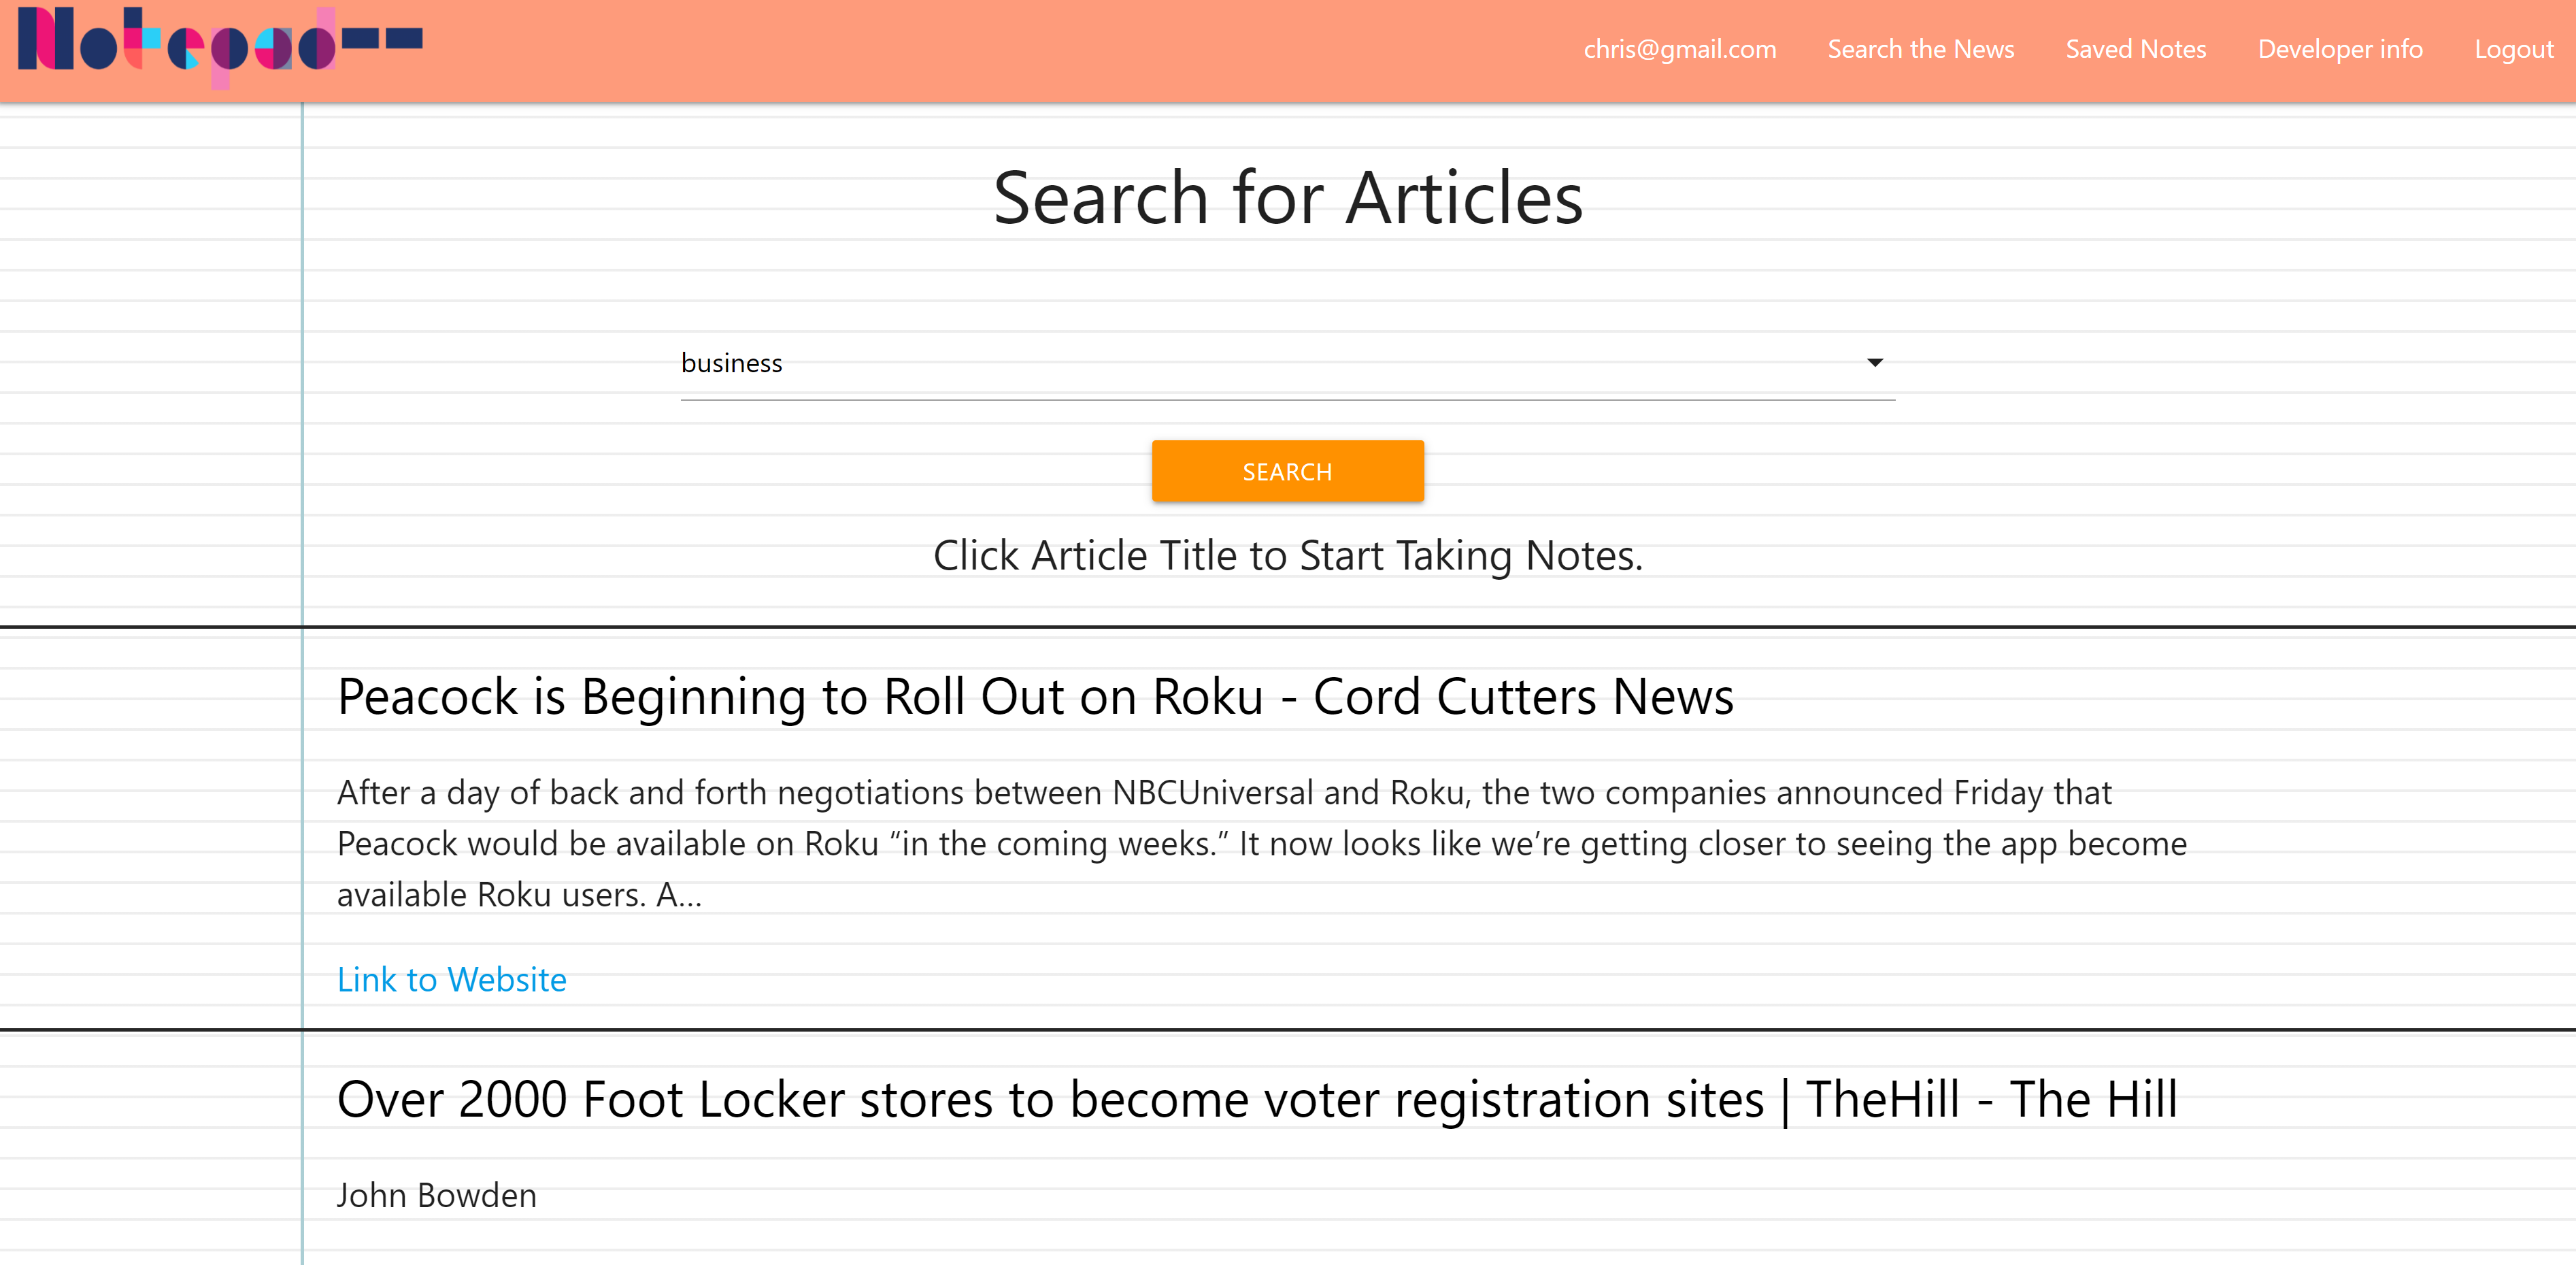 Notepad--
chris@gmail.com Search the News Saved Notes Developer info Logout
Search for Articles
business
SEARCH
Click Article Title to Start Taking Notes.
Peacock is Beginning to Roll Out on Roku - Cord Cutters News
After a day of back and forth negotiations between NBCUniversal and Roku, the two companies announced Friday that
Peacock would be available on Roku “in the coming weeks.” It now looks like we’re getting closer to seeing the app become
available Roku users. A…
Link to Website
Over 2000 Foot Locker stores to become voter registration sites | TheHill - The Hill
John Bowden